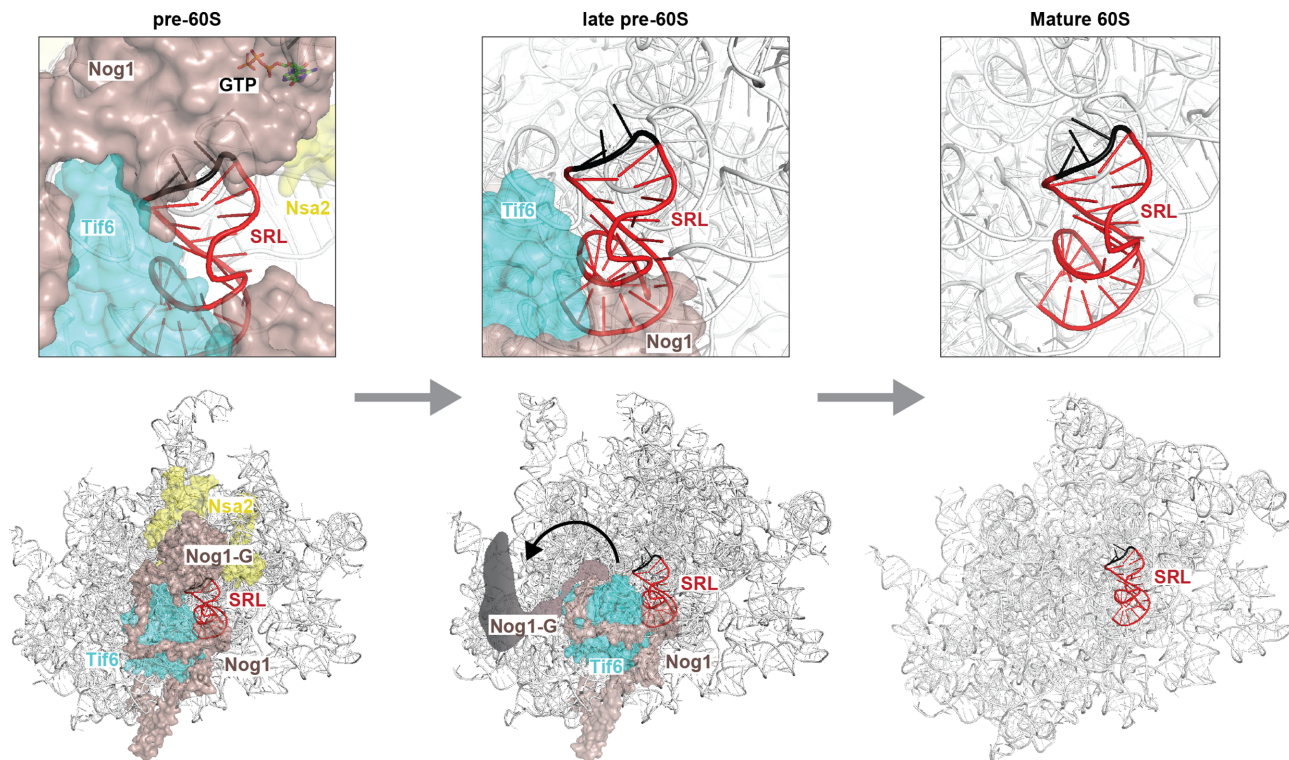 pre-60S
late pre-60S
Mature 60S
Nog1
GTP
Tif6
Nsa2
SRL
Tif6
SRL
Nog1
SRL
Nsa2
Nog1-G
SRL
Tif6
Nog1
SRL
Nog1-G
Tif6
Nog1
SRL